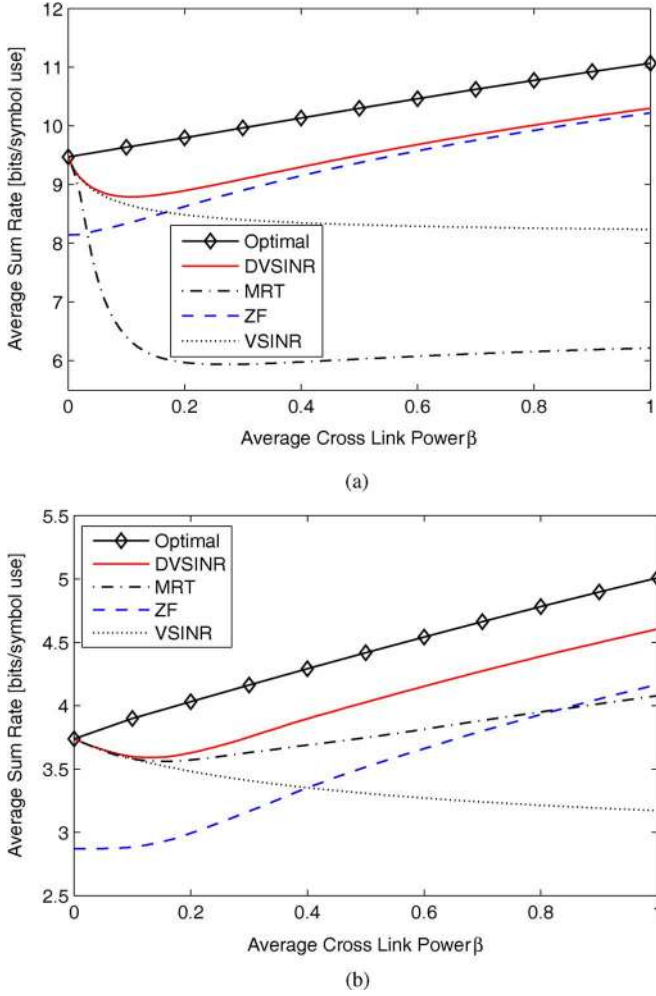 12
11
10
9
8
7
6
Average Sum Rate [bits/symbol use]
Optimal
DVSINR
MRT
ZF
VSINR
0 0.2 0.4 0.6 0.8 1
Average Cross Link Power β
(a)
5.5
5
4.5
4
3.5
3
2.5
Average Sum Rate [bits/symbol use]
Optimal
DVSINR
MRT
ZF
VSINR
0 0.2 0.4 0.6 0.8 1
Average Cross Link Power β
(b)